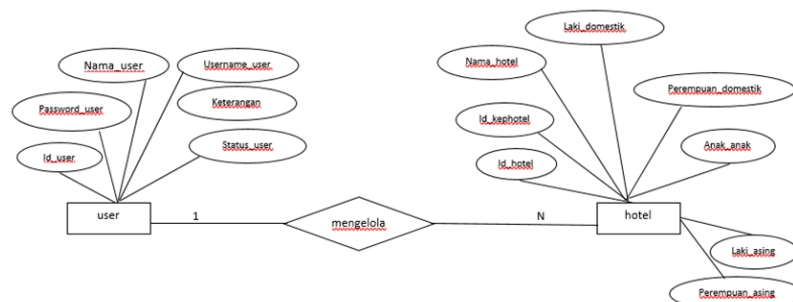 Laki_domestik
Nama_user
Username_user
Nama_hotel
Keterangan
Perempuan_domestik
Password_user
Id_kephotel
Status_user
Anak_anak
Id_user
Id_hotel
user
1
mengelola
N
hotel
Laki_asing
Perempuan_asing